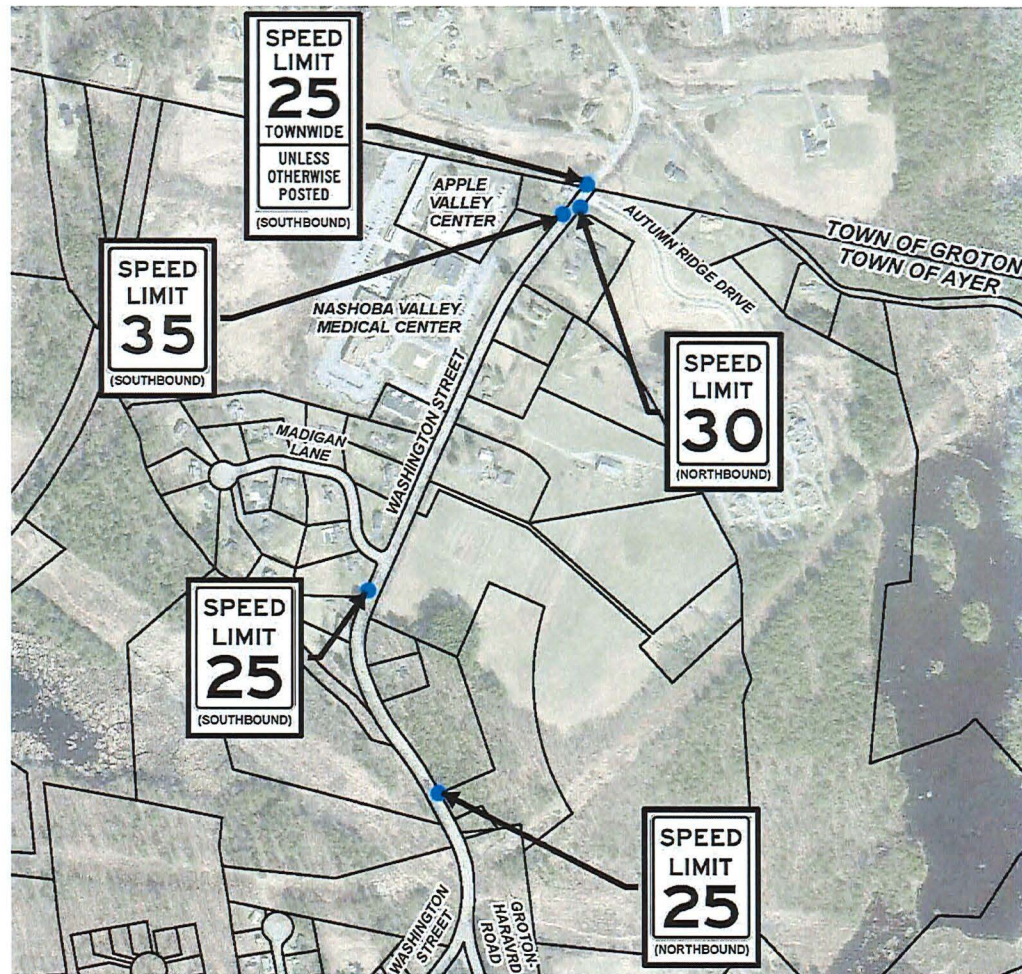 SPEED
LIMIT
25
TOWNWIDE
UNLESS
OTHERWISE
POSTED
(SOUTHBOUND)
APPLE
VALLEY
CENTER
AUTUMN RIDGE DRIVE
TOWN OF GROTON
TOWN OF AYER
SPEED
LIMIT
35
(SOUTHBOUND)
NASHOBA VALLEY
MEDICAL CENTER
WASHINGTON STREET
SPEED
LIMIT
30
(NORTHBOUND)
MADIGAN
LANE
SPEED
LIMIT
25
(SOUTHBOUND)
SPEED
LIMIT
25
(NORTHBOUND)
WASHINGTON
STREET
GROTON-
HARAVRD
ROAD